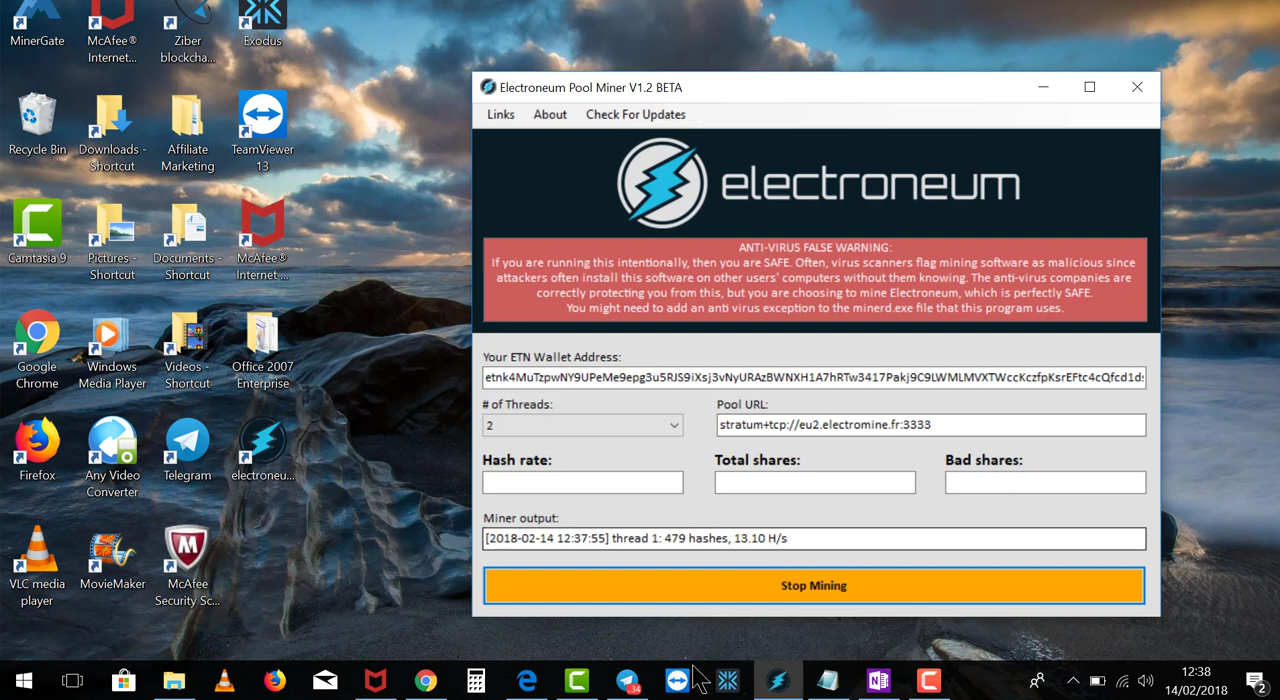 MinerGate
McAfee®
Internet...
Ziber
blockcha...
Exodus
Recycle Bin
Downloads -
Shortcut
Affiliate
Marketing
TeamViewer
13
Camtasia 9
Pictures -
Shortcut
Documents -
Shortcut
McAfee®
Internet ...
Google
Chrome
Windows
Media Player
Videos -
Shortcut
Office 2007
Enterprise
Firefox
Any Video
Converter
Telegram
electroneu...
VLC media
player
MovieMaker
McAfee
Security Sc...
Electroneum Pool Miner V1.2 BETA
Links About Check For Updates
electroneum
ANTI-VIRUS FALSE WARNING:
If you are running this intentionally, then you are SAFE. Often, virus scanners flag mining software as malicious since
attackers often install this software on other users' computers without them knowing. The anti-virus companies are
correctly protecting you from this, but you are choosing to mine Electroneum, which is perfectly SAFE.
You might need to add an anti virus exception to the minerd.exe file that this program uses.
Your ETN Wallet Address:
etnk4MuTzpwNY9UPeMe9epg3u5RJS9iXsj3vNyURAzBWNXH1A7hRTw3417Pakj9C9LWMLMVXTWccKczfpKsrEFtc4cQfcd1d
# of Threads:
2
Pool URL:
stratum+tcp://eu2.electromine.fr:3333
Hash rate:
Total shares:
Bad shares:
Miner output:
[2018-02-14 12:37:55] thread 1: 479 hashes, 13.10 H/s
Stop Mining
34
12:38
14/02/2018
2